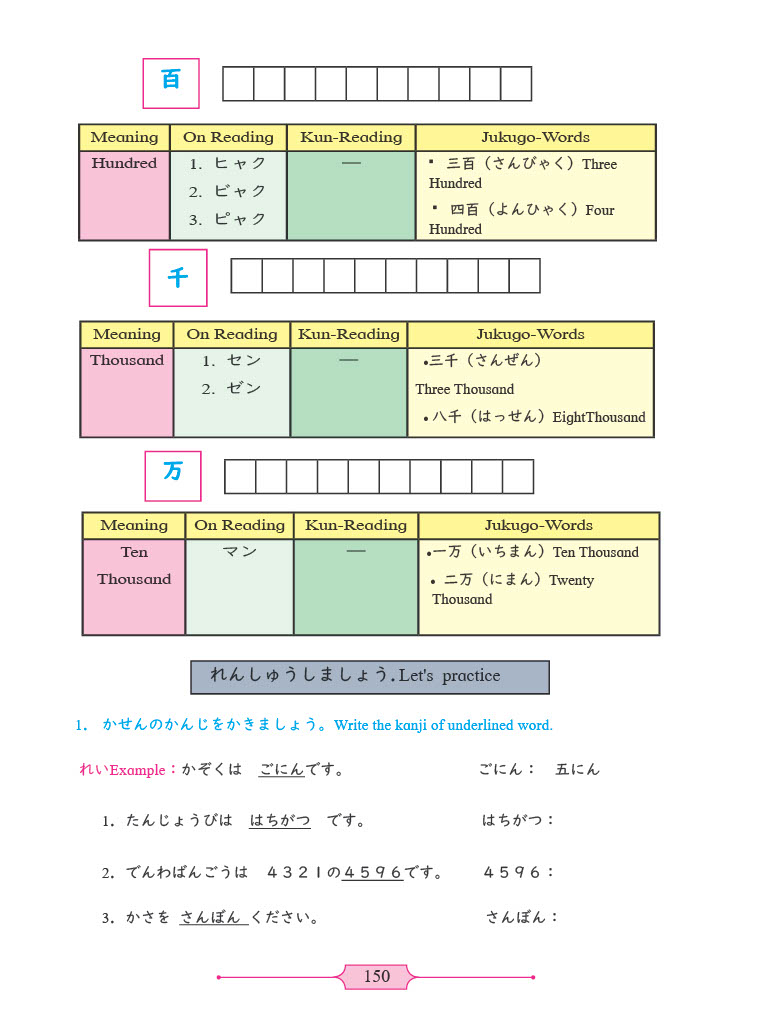 百
Meaning On Reading Kun-Reading Jukugo-Words
Hundred 1. ヒャク — ▪ 三百（さんびゃく）Three
Hundred
2. ビャク
3. ピャク ▪ 四百（よんひゃく）Four
Hundred
千
Meaning On Reading Kun-Reading Jukugo-Words
Thousand 1. セン — •三千（さんぜん）
2. ゼン Three Thousand
• 八千（はっせん）EightThousand
万
Meaning On Reading Kun-Reading Jukugo-Words
Ten マン — •一万（いちまん）Ten Thousand
Thousand • 二万（にまん）Twenty
Thousand
れんしゅうしましょう.Let's practice
1. かせんのかんじをかきましょう。Write the kanji of underlined word.
れいExample：かぞくは ごにんです。 ごにん： 五にん
1. たんじょうびは はちがつ です。 はちがつ：
2. でんわばんごうは ４３２１の４５９６です。 ４５９６：
3. かさを さんぼん ください。 さんぼん：
150